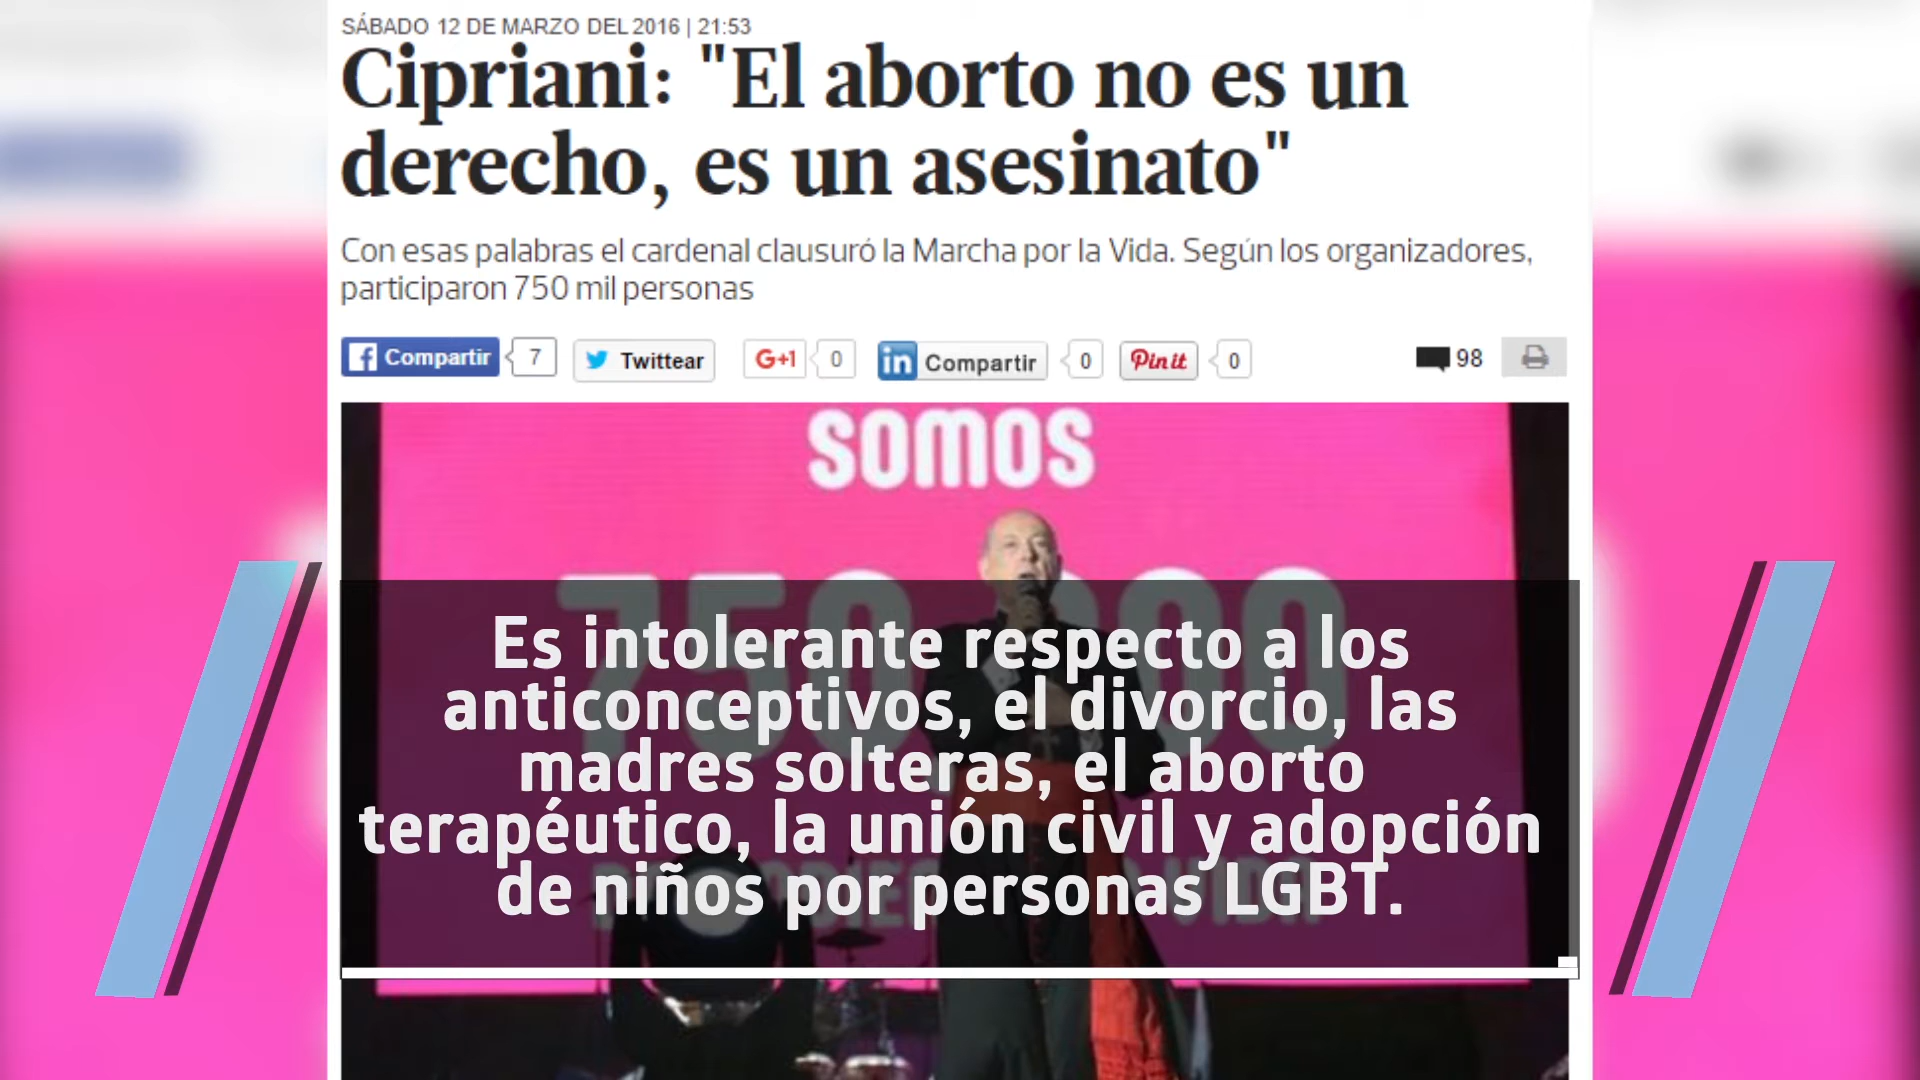 SÁBADO 12 DE MARZO DEL 2016 | 21:53
Cipriani: "El aborto no es un
derecho, es un asesinato"
Con esas palabras el cardenal clausuró la Marcha por la Vida. Según los organizadores,
participaron 750 mil personas
Compartir 7 Twittear G+1 0 in Compartir 0 Pin it 0 98
SOMOS
Es intolerante respecto a los
anticonceptivos, el divorcio, las
madres solteras, el aborto
terapéutico, la unión civil y adopción
de niños por personas LGBT.